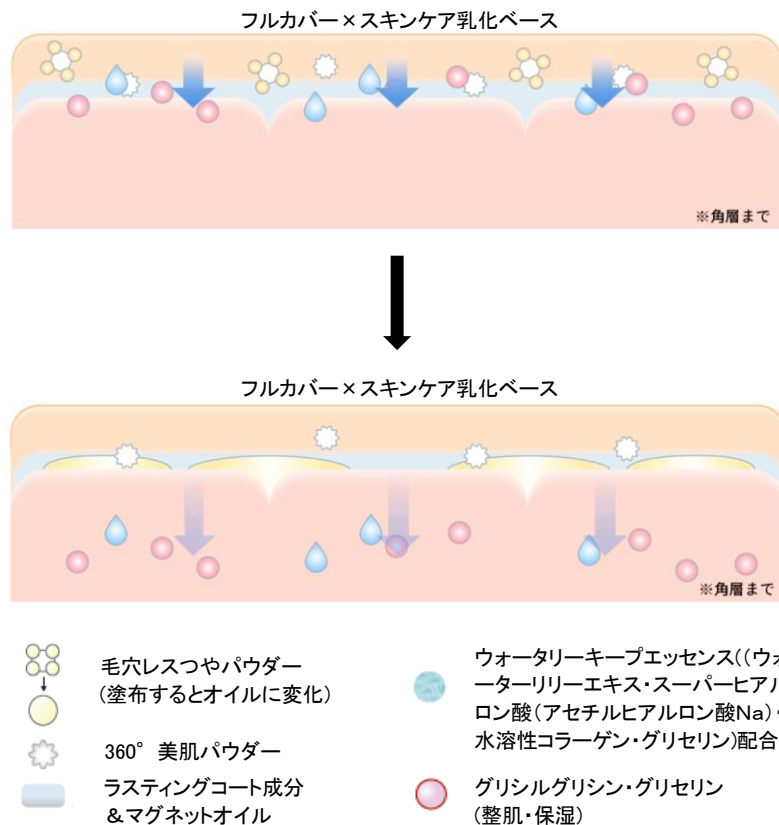 フルカバー×スキンケア乳化ベース
※角層まで
フルカバー×スキンケア乳化ベース
※角層まで
毛穴レスつやパウダー
(塗布するとオイルに変化)
360°美肌パウダー
ラスティングコート成分
＆マグネットオイル
ウォータリーキープエッセンス((ウォ
ーターリリーエキス・スーパーヒアル
ロン酸(アセチルヒアルロン酸Na)・
水溶性コラーゲン・グリセリン)配合
グリシルグリシン・グリセリン
(整肌・保湿)